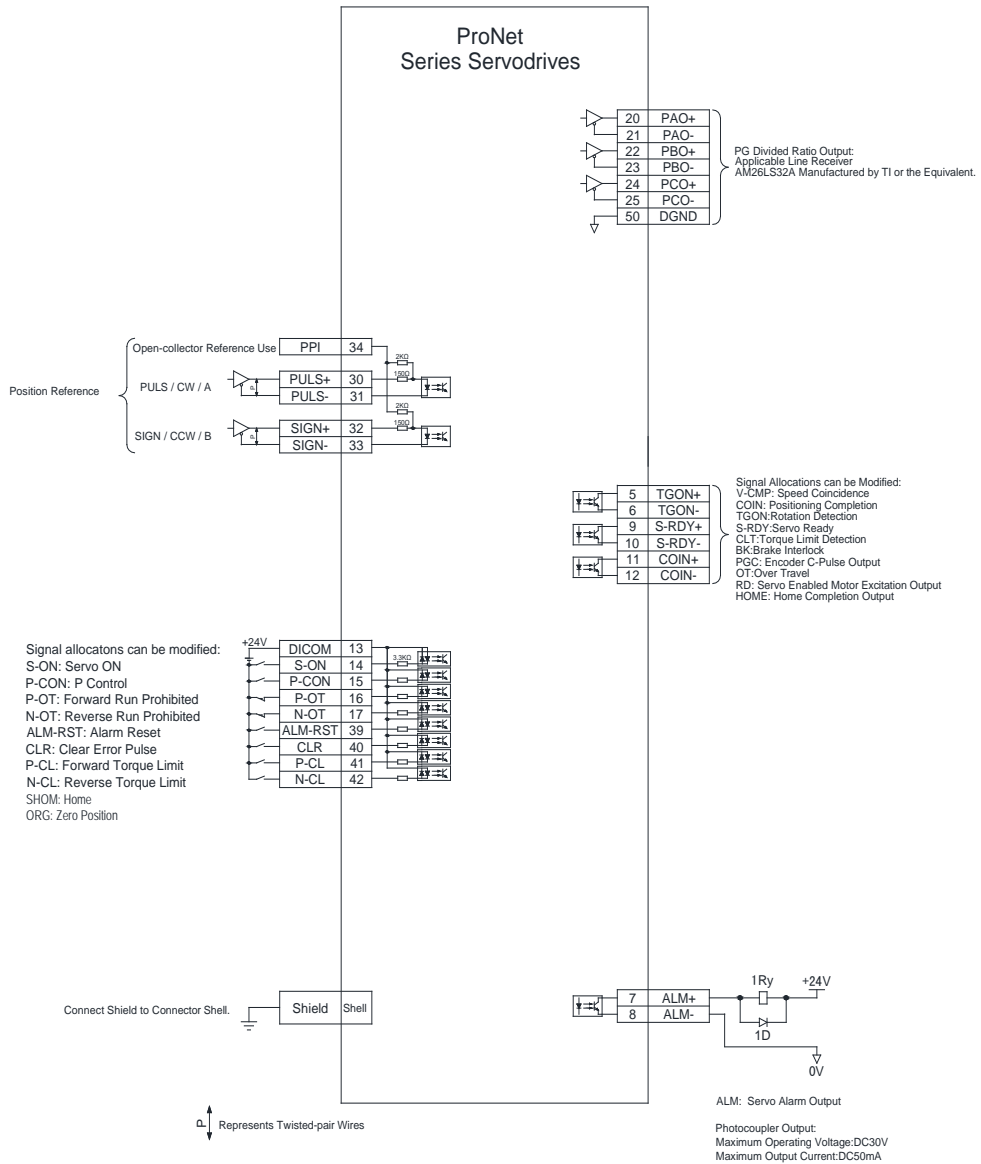 ProNet
Series Servodrives
20 PAO+
21 PAO-
22 PBO+
23 PBO-
24 PCO+
25 PCO-
50 DGND
PG Divided Ratio Output:
Applicable Line Receiver
AM26LS32A Manufactured by TI or the Equivalent.
Position Reference
Open-collector Reference Use PPI 34
2KΩ
150Ω
PULS / CW / A P PULS+ 30
PULS- 31
2KΩ
150Ω
SIGN / CCW / B P SIGN+ 32
SIGN- 33
5 TGON+
6 TGON-
9 S-RDY+
10 S-RDY-
11 COIN+
12 COIN-
Signal Allocations can be Modified:
V-CMP: Speed Coincidence
COIN: Positioning Completion
TGON:Rotation Detection
S-RDY:Servo Ready
CLT:Torque Limit Detection
BK:Brake Interlock
PGC: Encoder C-Pulse Output
OT:Over Travel
RD: Servo Enabled Motor Excitation Output
HOME: Home Completion Output
Signal allocatons can be modified:
S-ON: Servo ON
P-CON: P Control
P-OT: Forward Run Prohibited
N-OT: Reverse Run Prohibited
ALM-RST: Alarm Reset
CLR: Clear Error Pulse
P-CL: Forward Torque Limit
N-CL: Reverse Torque Limit
SHOM: Home
ORG: Zero Position
+24V
DICOM 13
S-ON 14
3.3KΩ
P-CON 15
P-OT 16
N-OT 17
ALM-RST 39
CLR 40
P-CL 41
N-CL 42
Connect Shield to Connector Shell.
Shield Shell
7 ALM+
8 ALM-
1Ry
+24V
1D
0V
ALM: Servo Alarm Output
Photocoupler Output:
Maximum Operating Voltage:DC30V
Maximum Output Current:DC50mA
P Represents Twisted-pair Wires